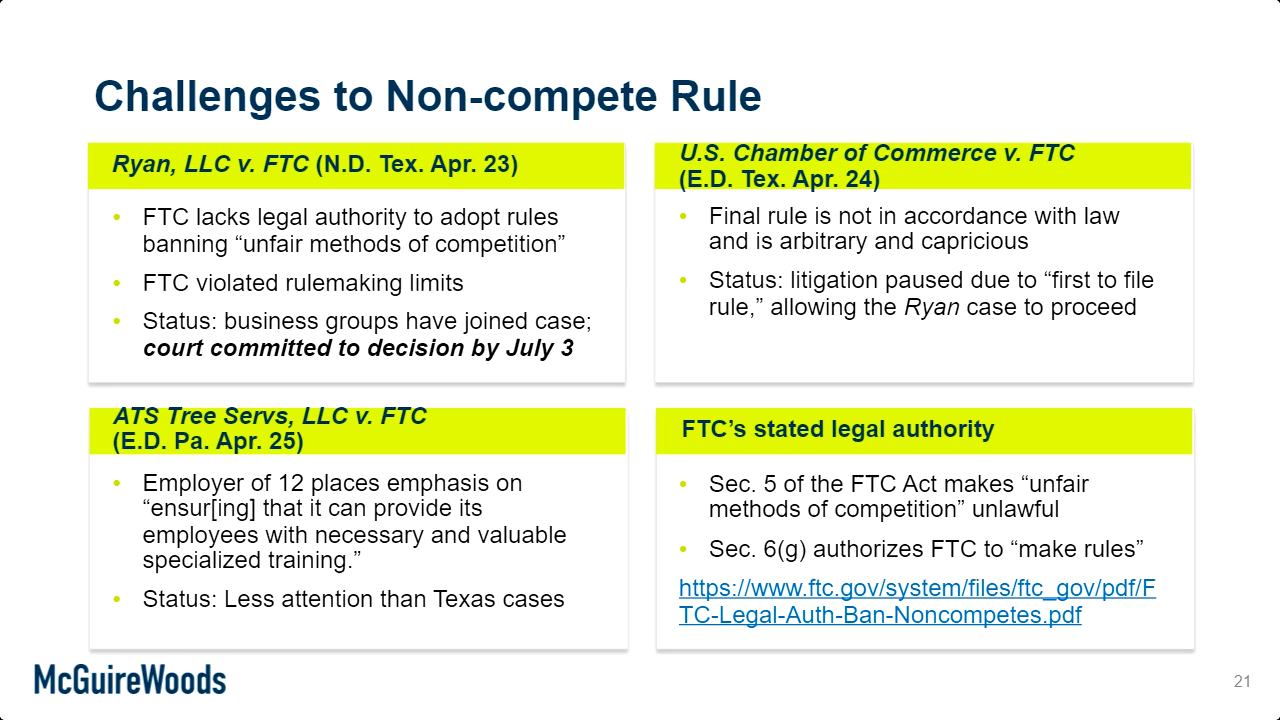 Challenges to Non-compete Rule
Ryan, LLC v. FTC (N.D. Tex. Apr. 23)
• FTC lacks legal authority to adopt rules
banning “unfair methods of competition”
• FTC violated rulemaking limits
• Status: business groups have joined case;
court committed to decision by July 3
U.S. Chamber of Commerce v. FTC
(E.D. Tex. Apr. 24)
• Final rule is not in accordance with law
and is arbitrary and capricious
• Status: litigation paused due to “first to file
rule,” allowing the Ryan case to proceed
ATS Tree Servs, LLC v. FTC
(E.D. Pa. Apr. 25)
• Employer of 12 places emphasis on
“ensur[ing] that it can provide its
employees with necessary and valuable
specialized training.”
• Status: Less attention than Texas cases
FTC’s stated legal authority
• Sec. 5 of the FTC Act makes “unfair
methods of competition” unlawful
• Sec. 6(g) authorizes FTC to “make rules”
https://www.ftc.gov/system/files/ftc_gov/pdf/F
TC-Legal-Auth-Ban-Noncompetes.pdf
McGuireWoods
21